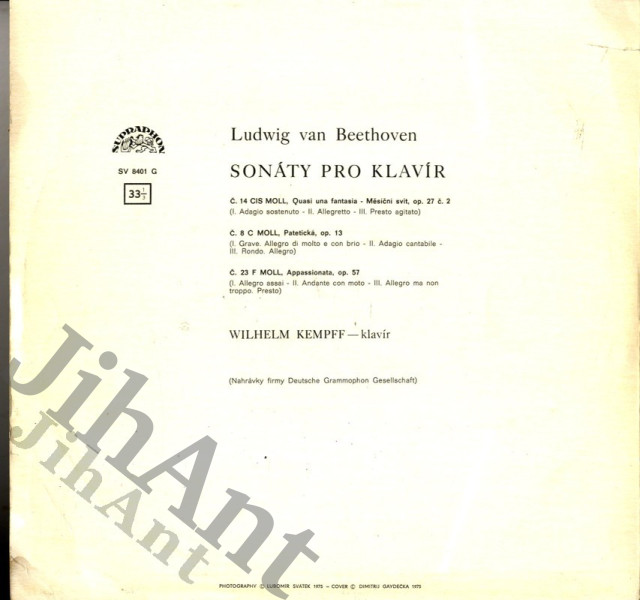 SUPRAPHON
SV 8401 G
33 1/3
Ludwig van Beethoven
SONÁTY PRO KLAVÍR
Č. 14 CIS MOLL, Quasi una fantasia - Měsíční svit, op. 27 č. 2
(I. Adagio sostenuto - II. Allegretto - III. Presto agitato)
Č. 8 C MOLL, Patetická, op. 13
(I. Grave. Allegro di molto e con brio - II. Adagio cantabile -
III. Rondo. Allegro)
Č. 23 F MOLL, Appassionata, op. 57
(I. Allegro assai - II. Andante con moto - III. Allegro ma non
troppo. Presto)
WILHELM KEMPFF — klavír
(Nahrávky firmy Deutsche Grammophon Gesellschaft)
JihAnt
JihAnt
PHOTOGRAPHY © LUBOMÍR SVÁTEK 1975 – COVER © DIMITRIJ GAYDEČKA 1975